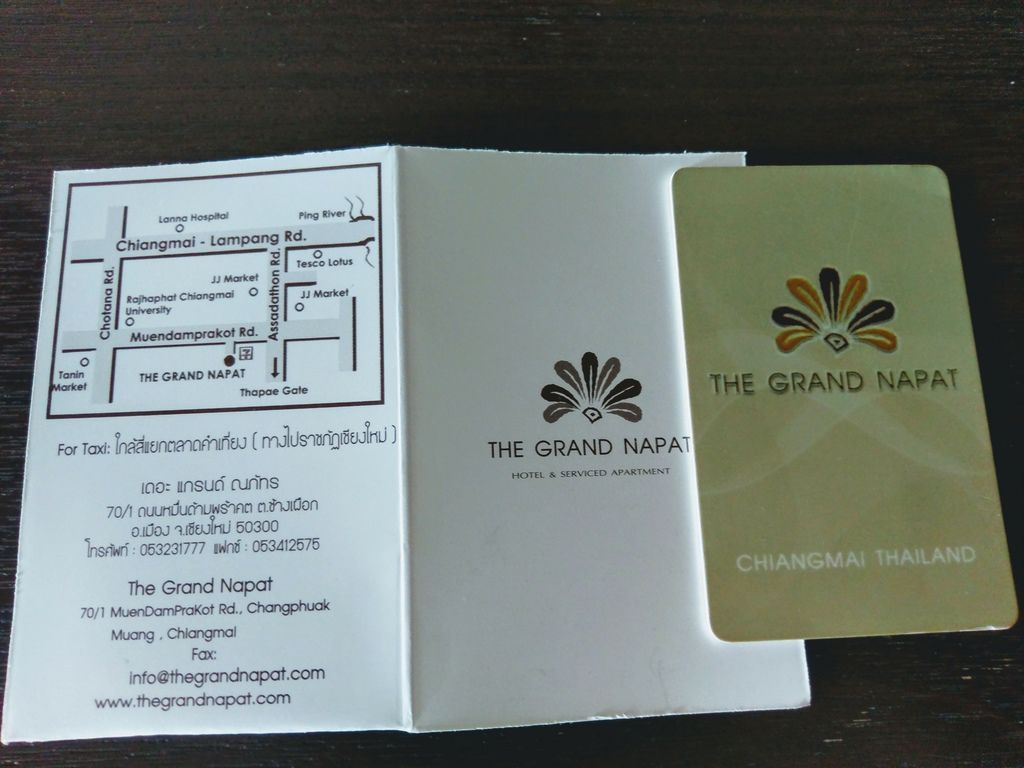 Lanna Hospital
Ping River
Chiangmai - Lampang Rd.
Tesco Lotus
Chotana Rd.
Assadathon Rd.
JJ Market
Rajhaphat Chiangmai
University
JJ Market
Muendamprakot Rd.
Tanin
Market
THE GRAND NAPAT
Thapae Gate
For Taxi: ใกล้สี่แยกตลาดคำเที่ยง ( ทางไปราชภัฏเชียงใหม่ )
เดอะ แกรนด์ ณภัทร
70/1 ถนนหมื่นด้ามพร้าคต ต.ช้างเผือก
อ.เมือง จ.เชียงใหม่ 50300
โทรศัพท์ : 053231777 แฟกซ์ : 053412575
The Grand Napat
70/1 MuenDamPraKot Rd., Changphuak
Muang , Chiangmai
Fax:
info@thegrandnapat.com
www.thegrandnapat.com
THE GRAND NAPAT
HOTEL & SERVICED APARTMENT
THE GRAND NAPAT
CHIANGMAI THAILAND